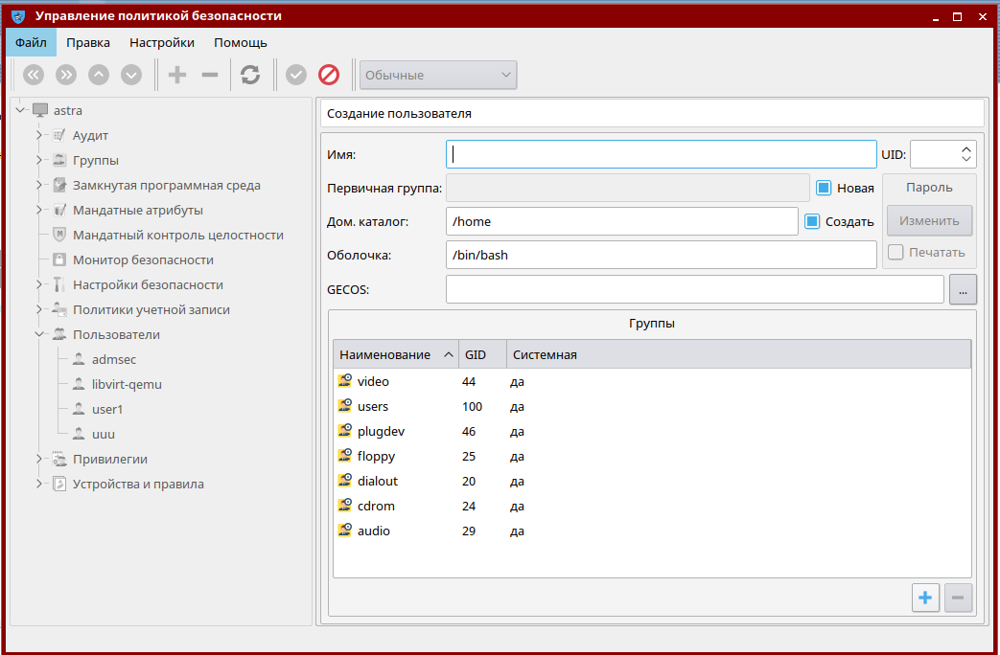 Управление политикой безопасности
Файл Правка Настройки Помощь
Обычные
astra
Аудит
Группы
Замкнутая программная среда
Мандатные атрибуты
Мандатный контроль целостности
Монитор безопасности
Настройки безопасности
Политики учетной записи
Пользователи
admsec
libvirt-qemu
user1
uuu
Привилегии
Устройства и правила
Создание пользователя
Имя: UID:
Первичная группа: Новая
Пароль
Дом. каталог: /home Создать
Изменить
Оболочка: /bin/bash
Печатать
GECOS: ...
Группы
Наименование GID Системная
video 44 да
users 100 да
plugdev 46 да
floppy 25 да
dialout 20 да
cdrom 24 да
audio 29 да